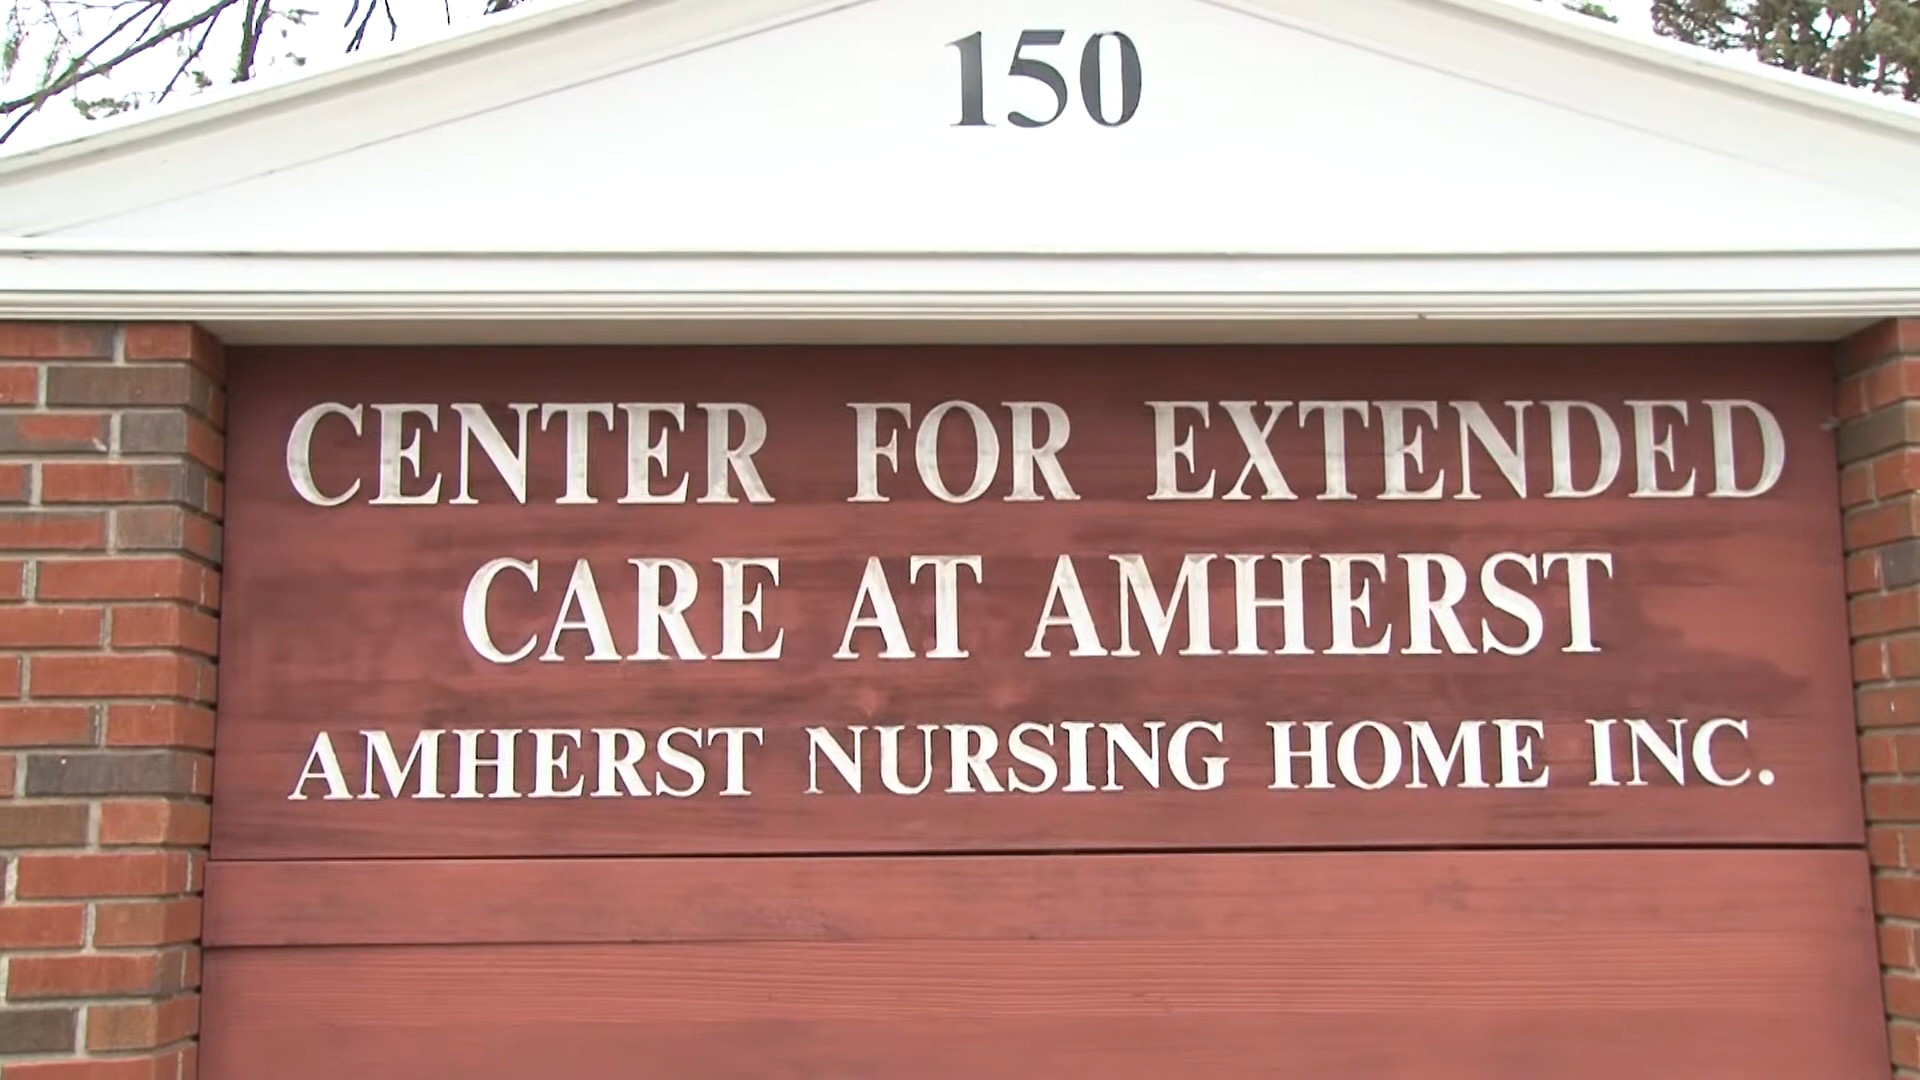 150
CENTER FOR EXTENDED
CARE AT AMHERST
AMHERST NURSING HOME INC.